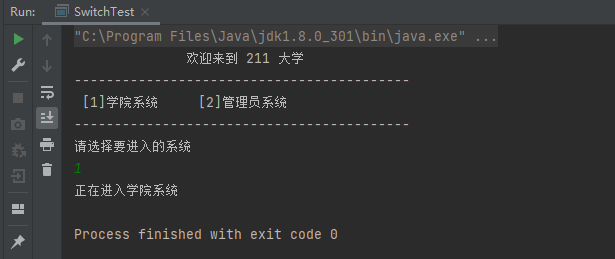 Run: SwitchTest ×
"C:\Program Files\Java\jdk1.8.0_301\bin\java.exe" ...
欢迎来到 211 大学
-----------------------------------------
[1]学院系统 [2]管理员系统
-----------------------------------------
请选择要进入的系统
1
正在进入学院系统
Process finished with exit code 0